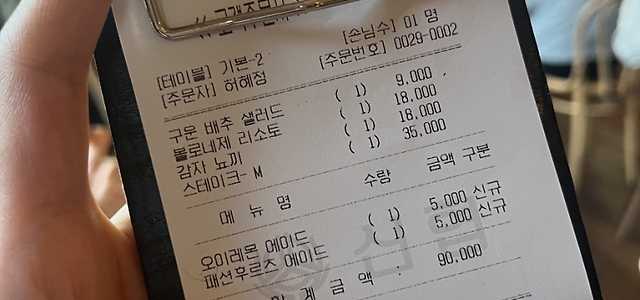 [손님수] 01 명
[테이블] 기본-2 [주문번호] 0029-0002
[주문자] 허혜정
구운 배추 샐러드 ( 1) 9.000
볼로네제 리소토 ( 1) 18.000
감자 뇨끼 ( 1) 18.000
스테이크- M ( 1) 35.000
메 뉴 명 수량 금액 구분
오이레몬 에이드 ( 1) 5.000 신규
패션후르츠 에이드 ( 1) 5.000 신규
합 계 금 액 : 90.000